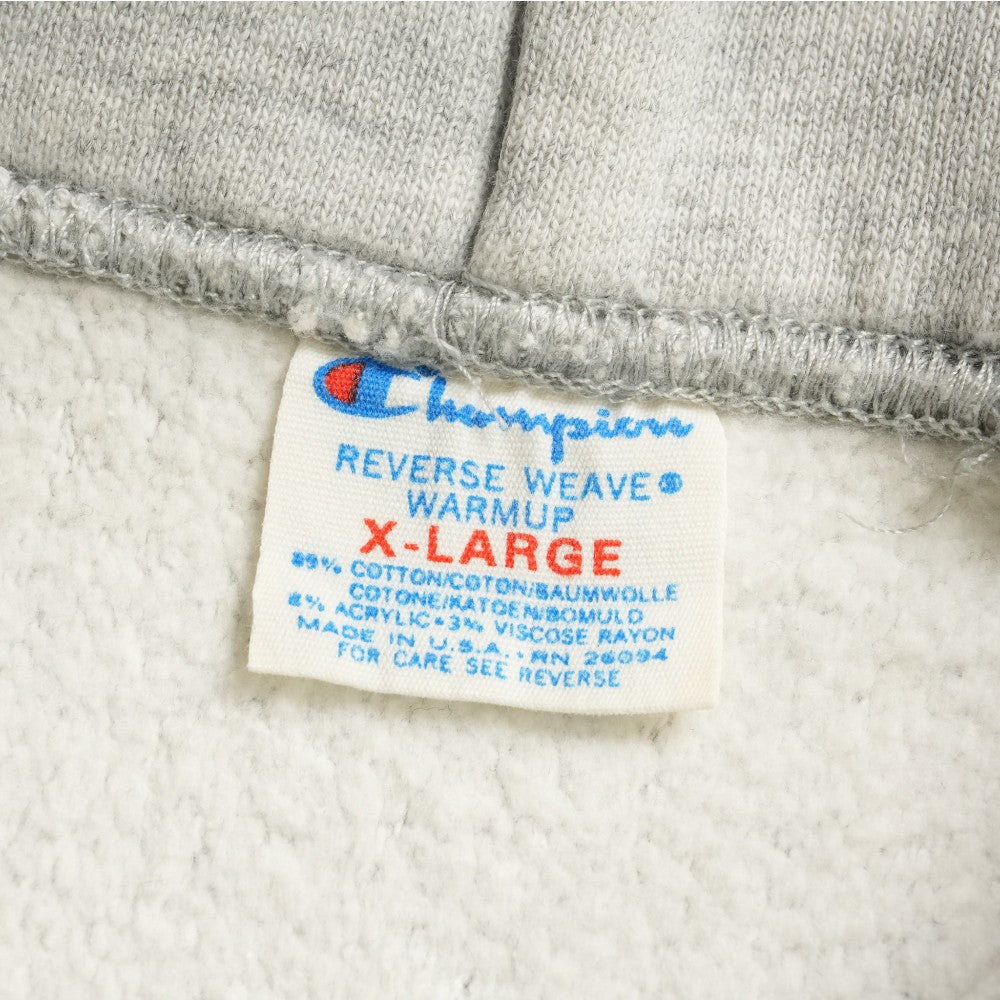 Champion
REVERSE WEAVE®
WARMUP
X-LARGE
89% COTTON/COTON/BAUMWOLLE
COTONE/KATOEN/BOMULD
8% ACRYLIC • 3% VISCOSE RAYON
MADE IN U.S.A. • RN 26094
FOR CARE SEE REVERSE